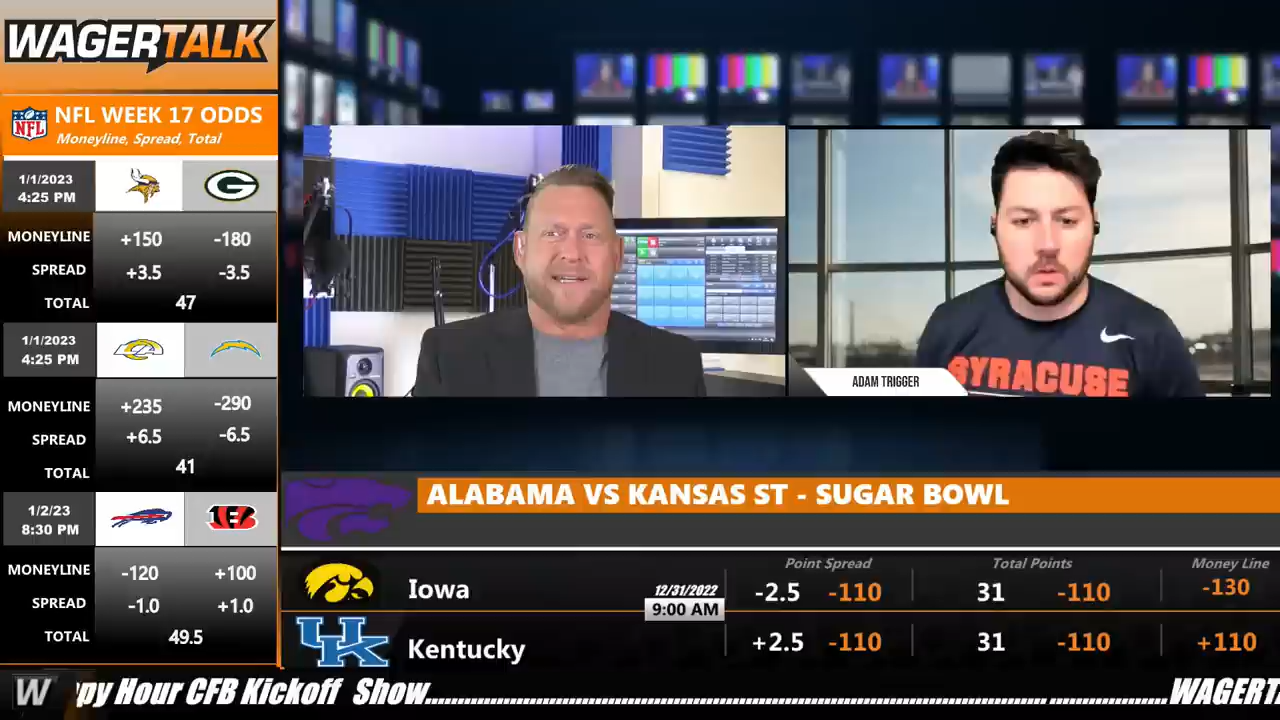 WAGERTALK
NFL
NFL WEEK 17 ODDS
Moneyline, Spread, Total
1/1/2023
4:25 PM
G
MONEYLINE +150 -180
SPREAD +3.5 -3.5
TOTAL 47
1/1/2023
4:25 PM
MONEYLINE +235 -290
SPREAD +6.5 -6.5
TOTAL 41
1/2/23
8:30 PM
B
MONEYLINE -120 +100
SPREAD -1.0 +1.0
TOTAL 49.5
SYRACUSE
ADAM TRIGGER
ALABAMA VS KANSAS ST - SUGAR BOWL
Point Spread Total Points Money Line
Iowa 12/31/2022 -2.5 -110 31 -110 -130
9:00 AM
UK Kentucky +2.5 -110 31 -110 +110
W py Hour CFB Kickoff Show.......................................................................................... ..................WAGERT